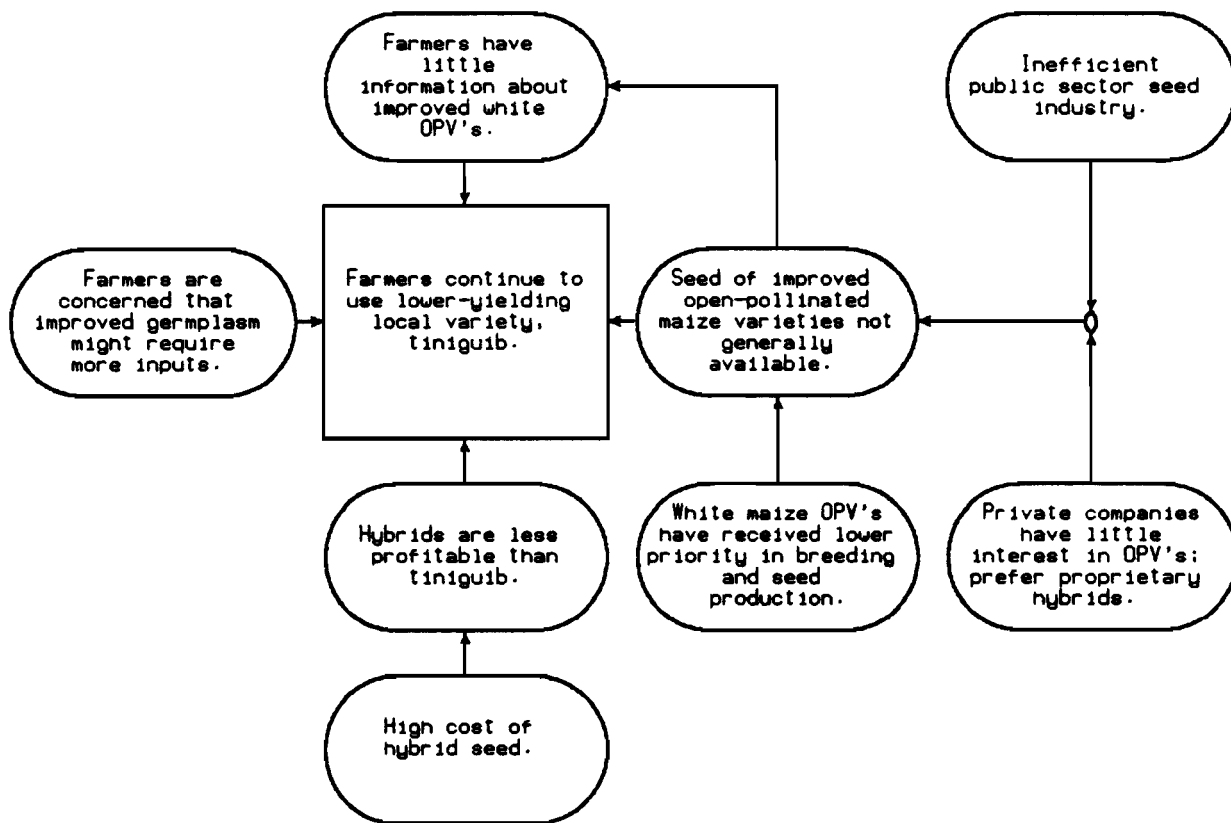 Farmers have
little
information about
improved white
OPV's.
Inefficient
public sector seed
industry.
Farmers are
concerned that
improved germplasm
might require
more inputs.
Farmers continue to
use lower-yielding
local variety,
tiniguib.
Seed of improved
open-pollinated
maize varieties not
generally
available.
Hybrids are less
profitable than
tiniguib.
White maize OPV's
have received lower
priority in breeding
and seed
production.
Private companies
have little
interest in OPV's;
prefer proprietary
hybrids.
High cost of
hybrid seed.